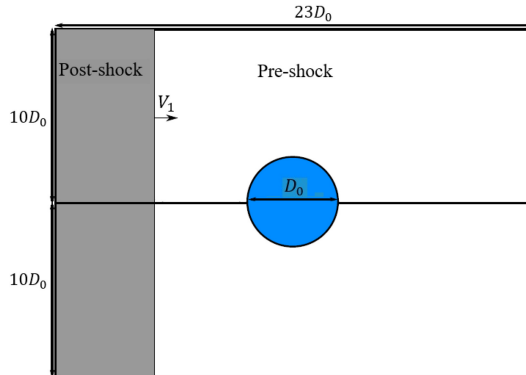 23D₀
Post-shock
Pre-shock
10D₀
V₁
D₀
10D₀